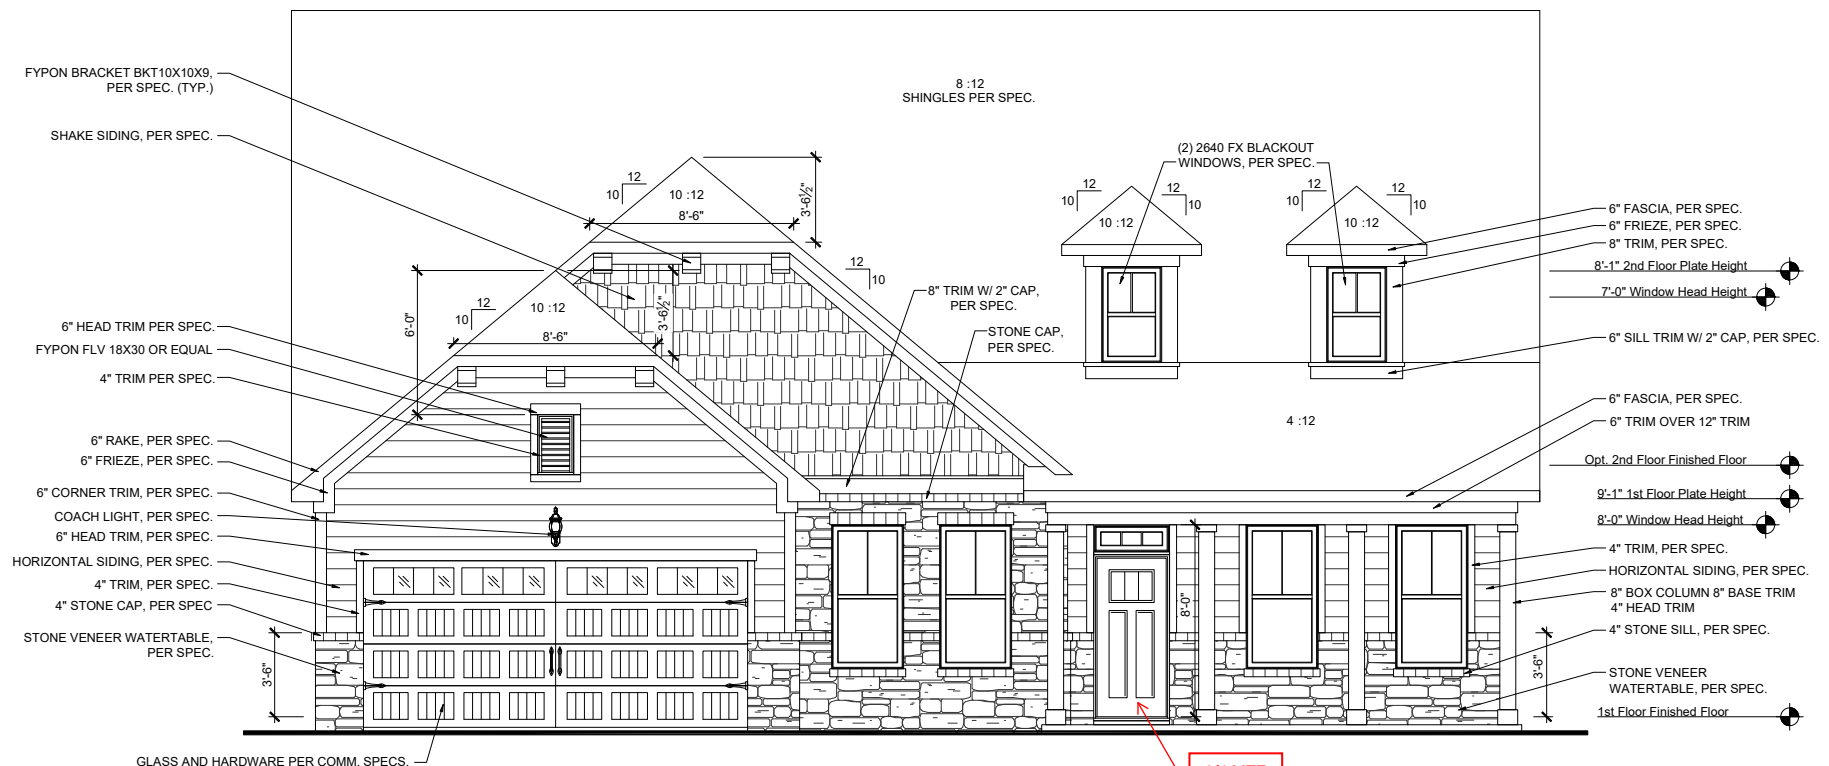 FYPON BRACKET BKT10X10X9,
PER SPEC. (TYP.)
SHAKE SIDING, PER SPEC.
6" HEAD TRIM PER SPEC.
FYPON FLV 18X30 OR EQUAL
4" TRIM PER SPEC.
6" RAKE, PER SPEC.
6" FRIEZE, PER SPEC.
6" CORNER TRIM, PER SPEC.
COACH LIGHT, PER SPEC.
6" HEAD TRIM, PER SPEC.
HORIZONTAL SIDING, PER SPEC.
4" TRIM, PER SPEC.
4" STONE CAP, PER SPEC
STONE VENEER WATERTABLE,
PER SPEC.
3'-6"
GLASS AND HARDWARE PER COMM. SPECS.
8 :12
SHINGLES PER SPEC.
12
10
10 :12
8'-6"
3'-6½"
12
10
6'-0"
12
10
10 :12
8'-6"
3'-6½"
8" TRIM W/ 2" CAP,
PER SPEC.
STONE CAP,
PER SPEC.
(2) 2640 FX BLACKOUT
WINDOWS, PER SPEC.
12
10
12
10
10 :12
12
10
12
10
10 :12
4 :12
8'-0"
6" FASCIA, PER SPEC.
6" FRIEZE, PER SPEC.
8" TRIM, PER SPEC.
8'-1" 2nd Floor Plate Height
7'-0" Window Head Height
6" SILL TRIM W/ 2" CAP, PER SPEC.
6" FASCIA, PER SPEC.
6" TRIM OVER 12" TRIM
Opt. 2nd Floor Finished Floor
9'-1" 1st Floor Plate Height
8'-0" Window Head Height
4" TRIM, PER SPEC.
HORIZONTAL SIDING, PER SPEC.
8" BOX COLUMN 8" BASE TRIM
4" HEAD TRIM
4" STONE SILL, PER SPEC.
3'-6"
STONE VENEER
WATERTABLE, PER SPEC.
1st Floor Finished Floor